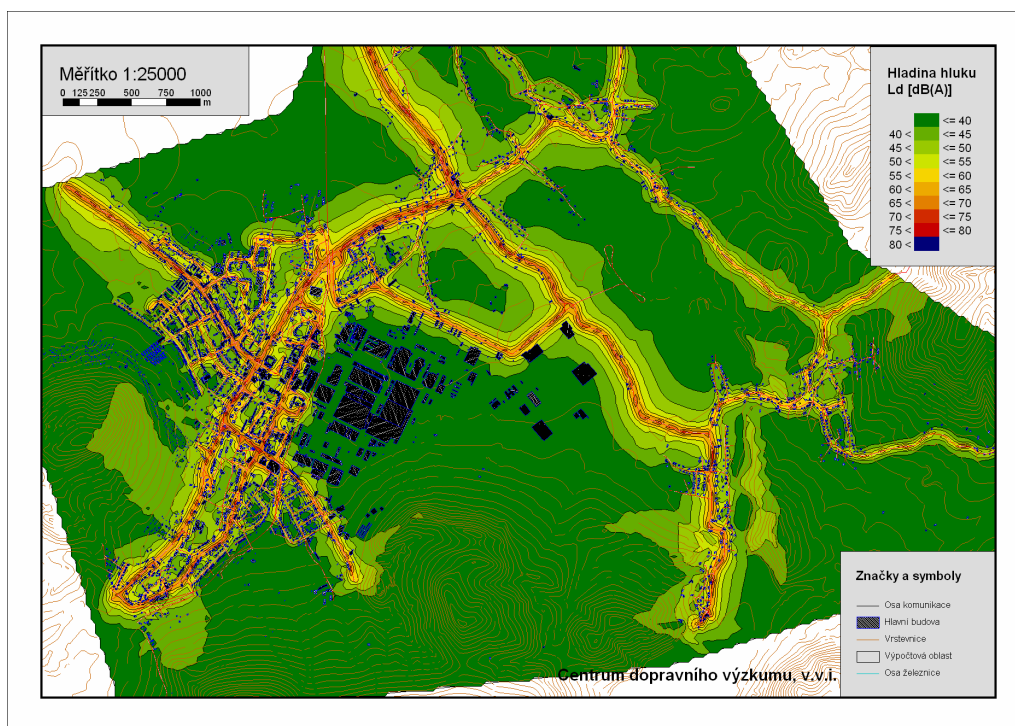 Měřítko 1:25000
0 125 250 500 750 1000
m
Hladina hluku
Ld [dB(A)]
<= 40
40 < <= 45
45 < <= 50
50 < <= 55
55 < <= 60
60 < <= 65
65 < <= 70
70 < <= 75
75 < <= 80
80 <
Značky a symboly
Osa komunikace
Hlavní budova
Vrstevnice
Výpočtová oblast
Osa železnice
Centrum dopravního výzkumu, v.v.i.